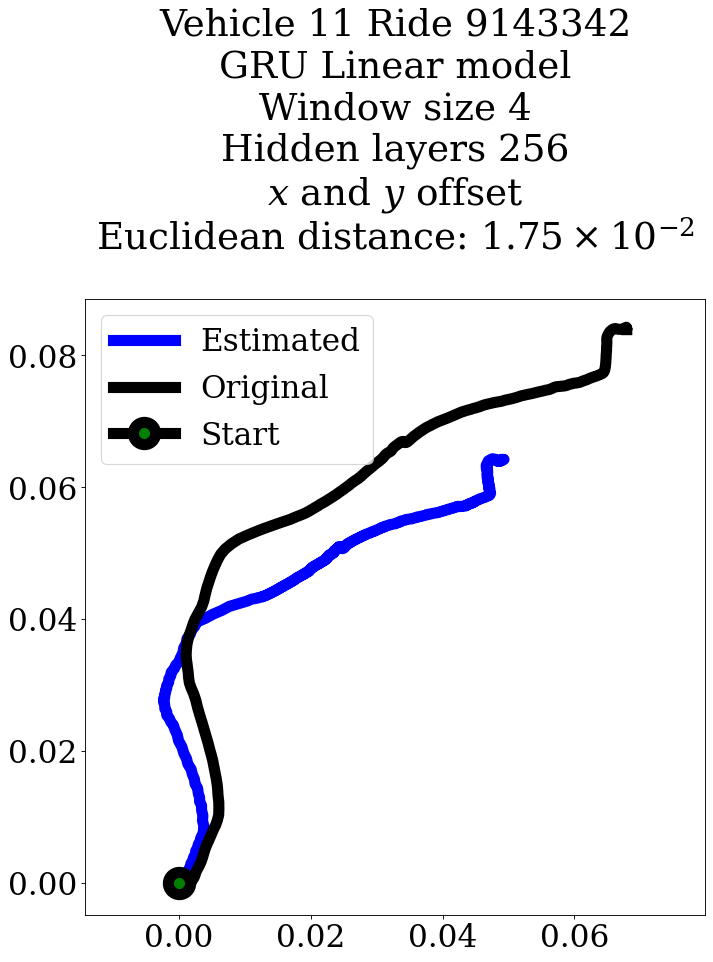 Vehicle 11 Ride 9143342
GRU Linear model
Window size 4
Hidden layers 256
x and y offset
Euclidean distance: 1.75 × 10⁻²
Estimated
Original
Start
0.08
0.06
0.04
0.02
0.00
0.00 0.02 0.04 0.06